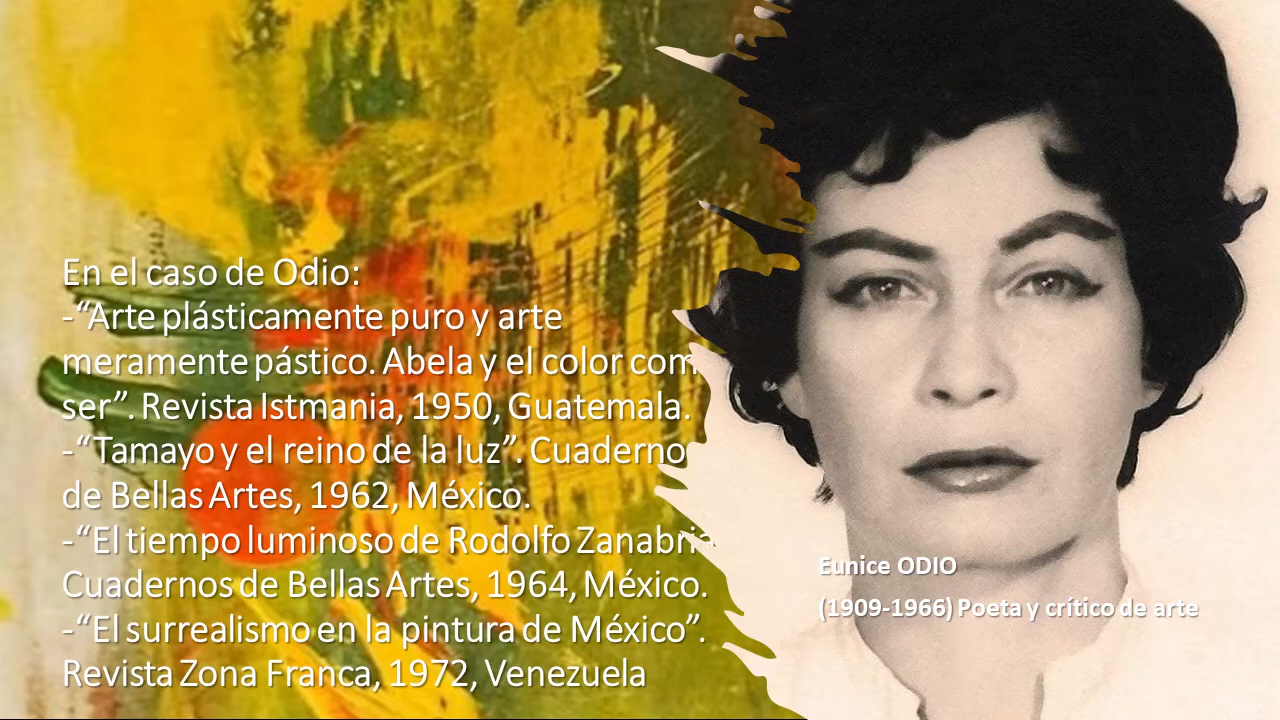 En el caso de Odio:
-“Arte plásticamente puro y arte
meramente pástico. Abela y el color com
ser”. Revista Istmania, 1950, Guatemala.
-“Tamayo y el reino de la luz”. Cuaderno
de Bellas Artes, 1962, México.
-“El tiempo luminoso de Rodolfo Zanabria
Cuadernos de Bellas Artes, 1964, México.
-“El surrealismo en la pintura de México”.
Revista Zona Franca, 1972, Venezuela
Eunice ODIO
(1909-1966) Poeta y crítico de arte